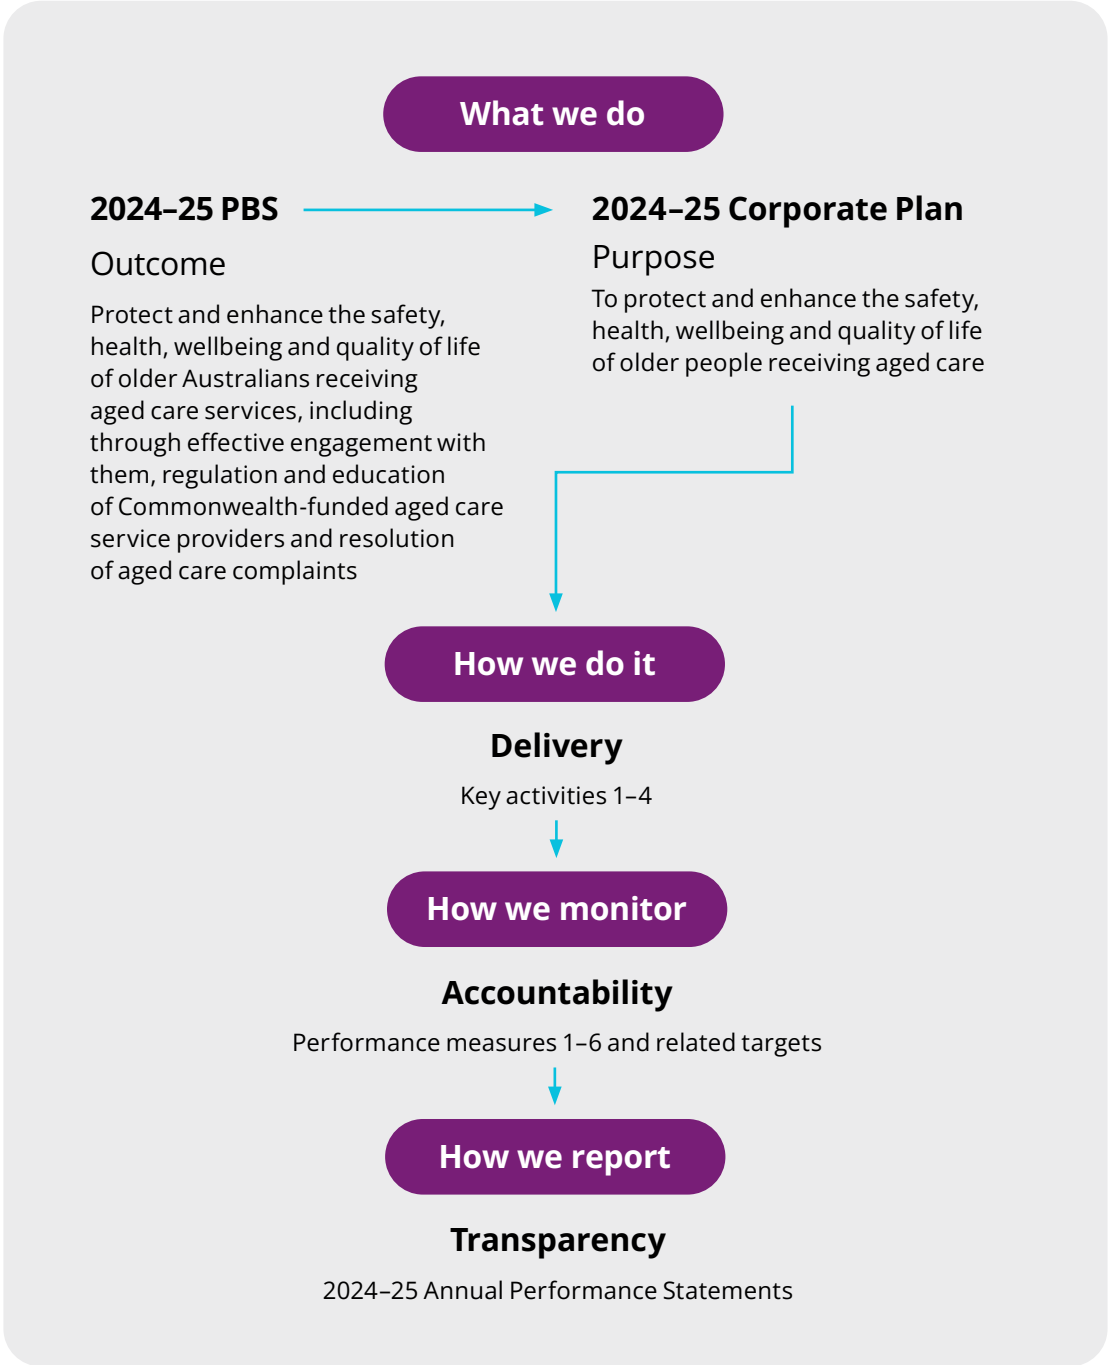 What we do
2024–25 PBS
Outcome
Protect and enhance the safety,
health, wellbeing and quality of life
of older Australians receiving
aged care services, including
through effective engagement with
them, regulation and education
of Commonwealth-funded aged care
service providers and resolution
of aged care complaints
2024–25 Corporate Plan
Purpose
To protect and enhance the safety,
health, wellbeing and quality of life
of older people receiving aged care
How we do it
Delivery
Key activities 1–4
How we monitor
Accountability
Performance measures 1–6 and related targets
How we report
Transparency
2024–25 Annual Performance Statements